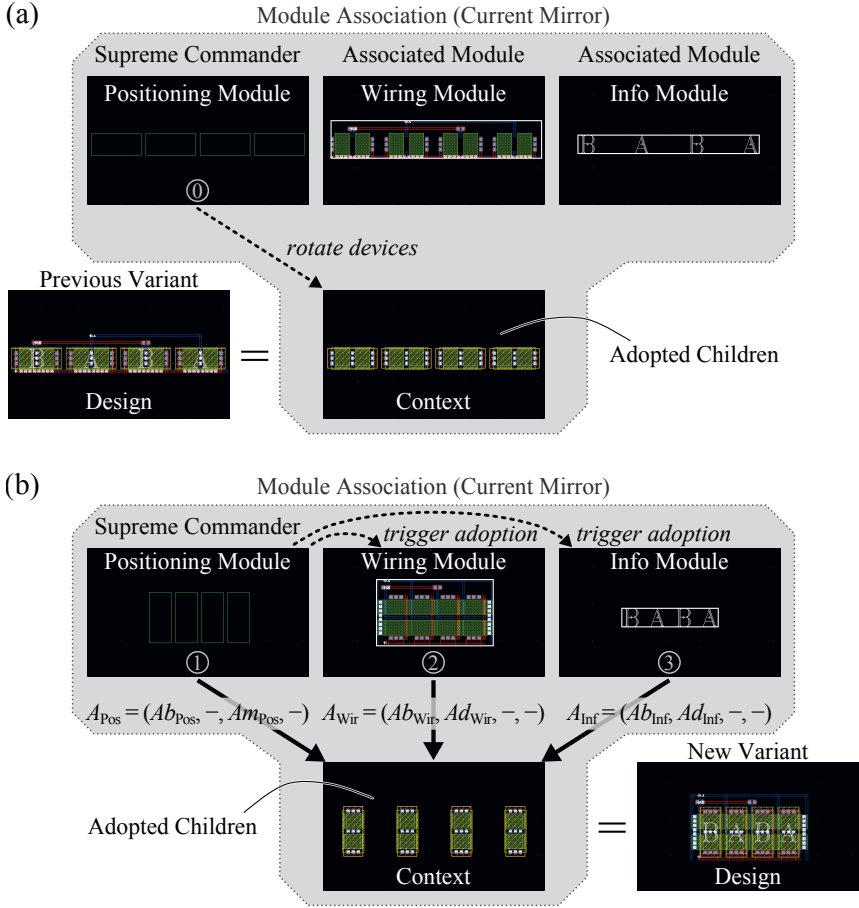 (a)
Module Association (Current Mirror)
Supreme Commander Associated Module Associated Module
Positioning Module Wiring Module Info Module
B A B A
⓪
rotate devices
Previous Variant
B A B A
=
Adopted Children
Design
Context
(b)
Module Association (Current Mirror)
Supreme Commander
trigger adoption trigger adoption
Positioning Module Wiring Module Info Module
B A B A
① ② ③
A_Pos = (Ab_Pos, −, Am_Pos, −) A_Wir = (Ab_Wir, Ad_Wir, −, −) A_Inf = (Ab_Inf, Ad_Inf, −, −)
New Variant
Adopted Children
=
B A B A
Context
Design